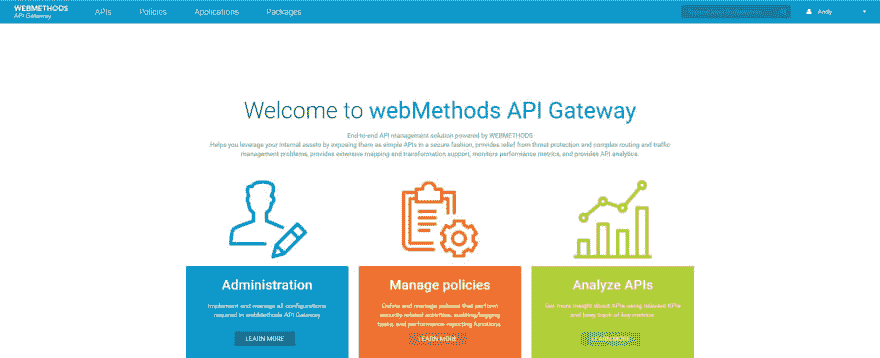 WEBMETHODS
API Gateway
APIs
Policies
Applications
Packages
Andy
Welcome to webMethods API Gateway
End-to-end API management solution powered by WEBMETHODS
Helps you leverage your internal assets by exposing them as simple APIs in a secure fashion, provides relief from threat protection and complex routing and traffic
management problems, provides extensive mapping and transformation support, monitors performance metrics, and provides API analytics.
Administration
Implement and manage all configurations
required in webMethods API Gateway
LEARN MORE
Manage policies
Define and manage policies that perform
security related activities, auditing/logging
types, and performance reporting functions.
LEARN MORE
Analyze APIs
Get more insight about APIs using relevant KPIs
and keep track of key metrics
LEARN MORE